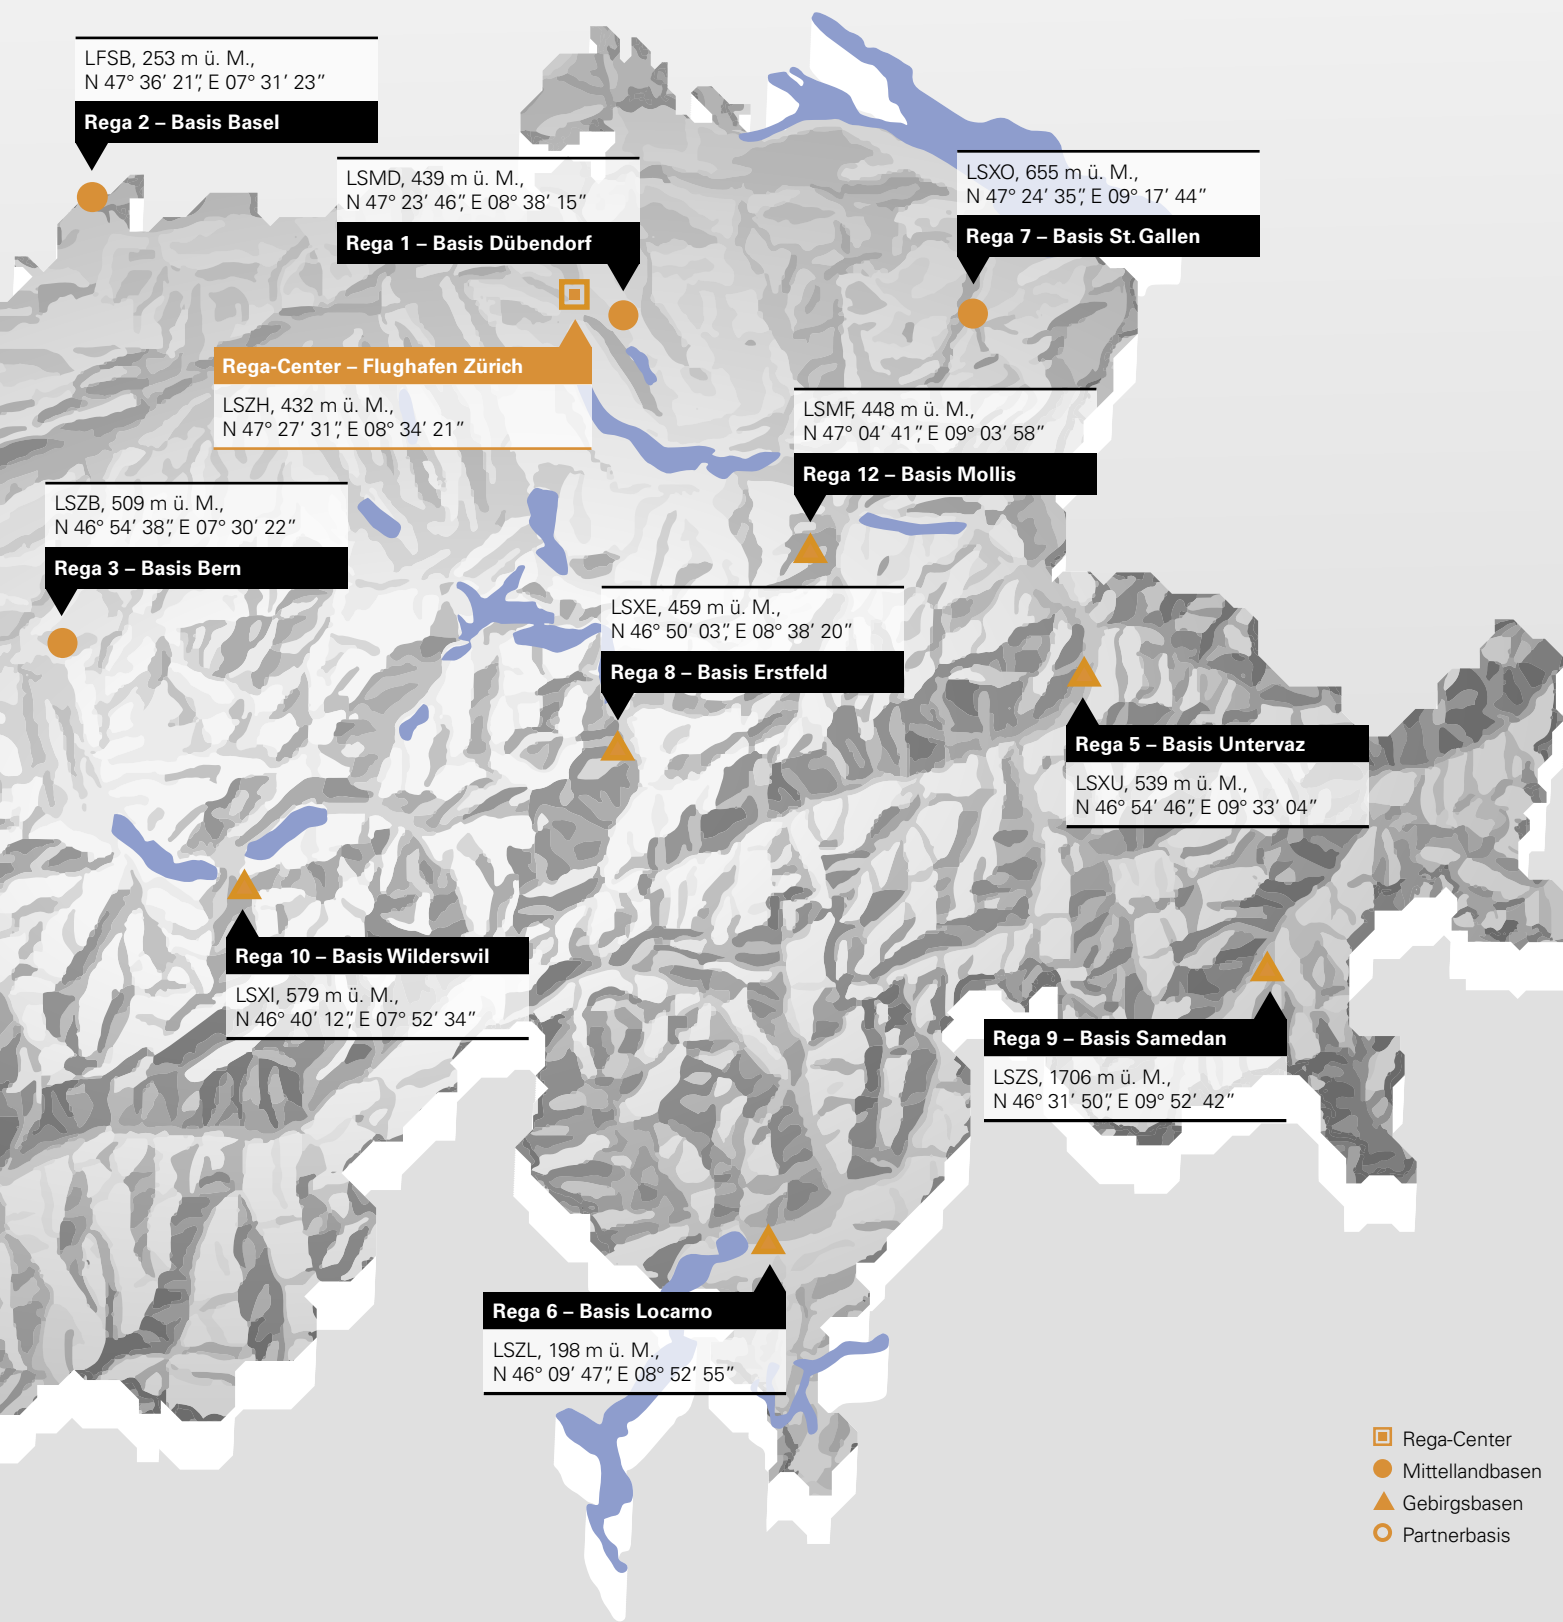 LFSB, 253 m ü. M.,
N 47° 36′ 21″, E 07° 31′ 23″
Rega 2 – Basis Basel
LSMD, 439 m ü. M.,
N 47° 23′ 46″, E 08° 38′ 15″
Rega 1 – Basis Dübendorf
LSXO, 655 m ü. M.,
N 47° 24′ 35″, E 09° 17′ 44″
Rega 7 – Basis St. Gallen
Rega-Center – Flughafen Zürich
LSZH, 432 m ü. M.,
N 47° 27′ 31″, E 08° 34′ 21″
LSMF, 448 m ü. M.,
N 47° 04′ 41″, E 09° 03′ 58″
Rega 12 – Basis Mollis
LSZB, 509 m ü. M.,
N 46° 54′ 38″, E 07° 30′ 22″
Rega 3 – Basis Bern
LSXE, 459 m ü. M.,
N 46° 50′ 03″, E 08° 38′ 20″
Rega 8 – Basis Erstfeld
Rega 5 – Basis Untervaz
LSXU, 539 m ü. M.,
N 46° 54′ 46″, E 09° 33′ 04″
Rega 10 – Basis Wilderswil
LSXI, 579 m ü. M.,
N 46° 40′ 12″, E 07° 52′ 34″
Rega 9 – Basis Samedan
LSZS, 1706 m ü. M.,
N 46° 31′ 50″, E 09° 52′ 42″
Rega 6 – Basis Locarno
LSZL, 198 m ü. M.,
N 46° 09′ 47″, E 08° 52′ 55″
Rega-Center
Mittellandbasen
Gebirgsbasen
Partnerbasis